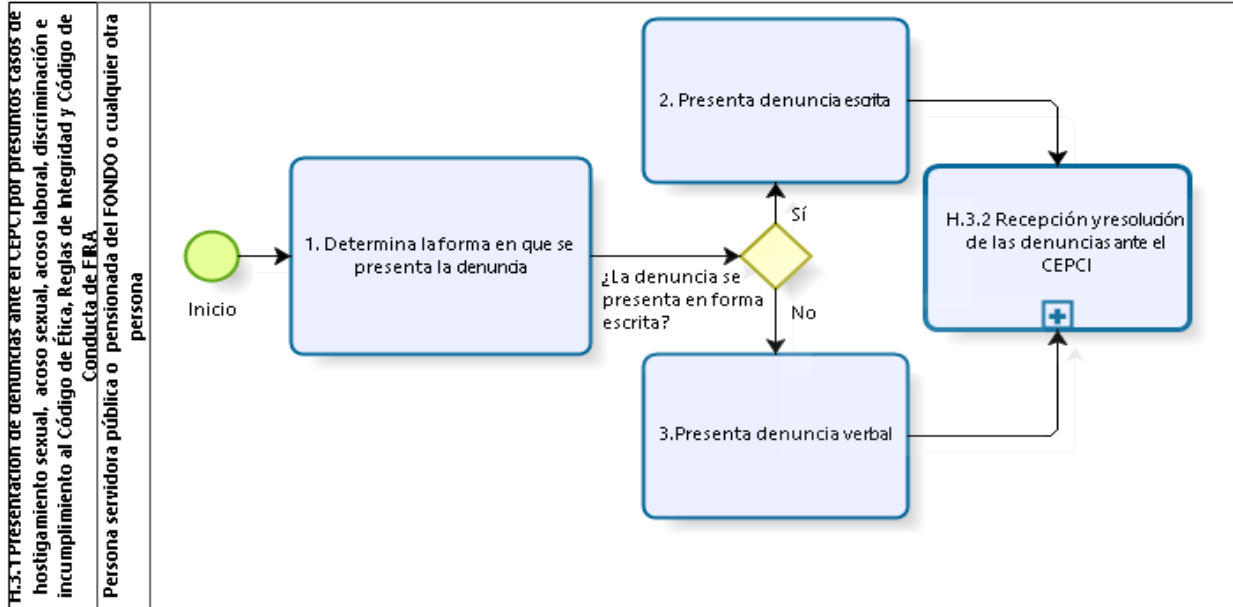 H.3.1 Presentación de denuncias ante el CEPCI por presuntos casos de
hostigamiento sexual, acoso sexual, acoso laboral, discriminación e
incumplimiento al Código de Ética, Reglas de Integridad y Código de
Conducta de FIRA
Persona servidora pública o pensionada del FONDO o cualquier otra
persona
Inicio
1. Determina la forma en que se
presenta la denuncia
¿La denuncia se
presenta en forma
escrita?
Sí
No
2. Presenta denuncia escrita
3.Presenta denuncia verbal
H.3.2 Recepción y resolución
de las denuncias ante el
CEPCI